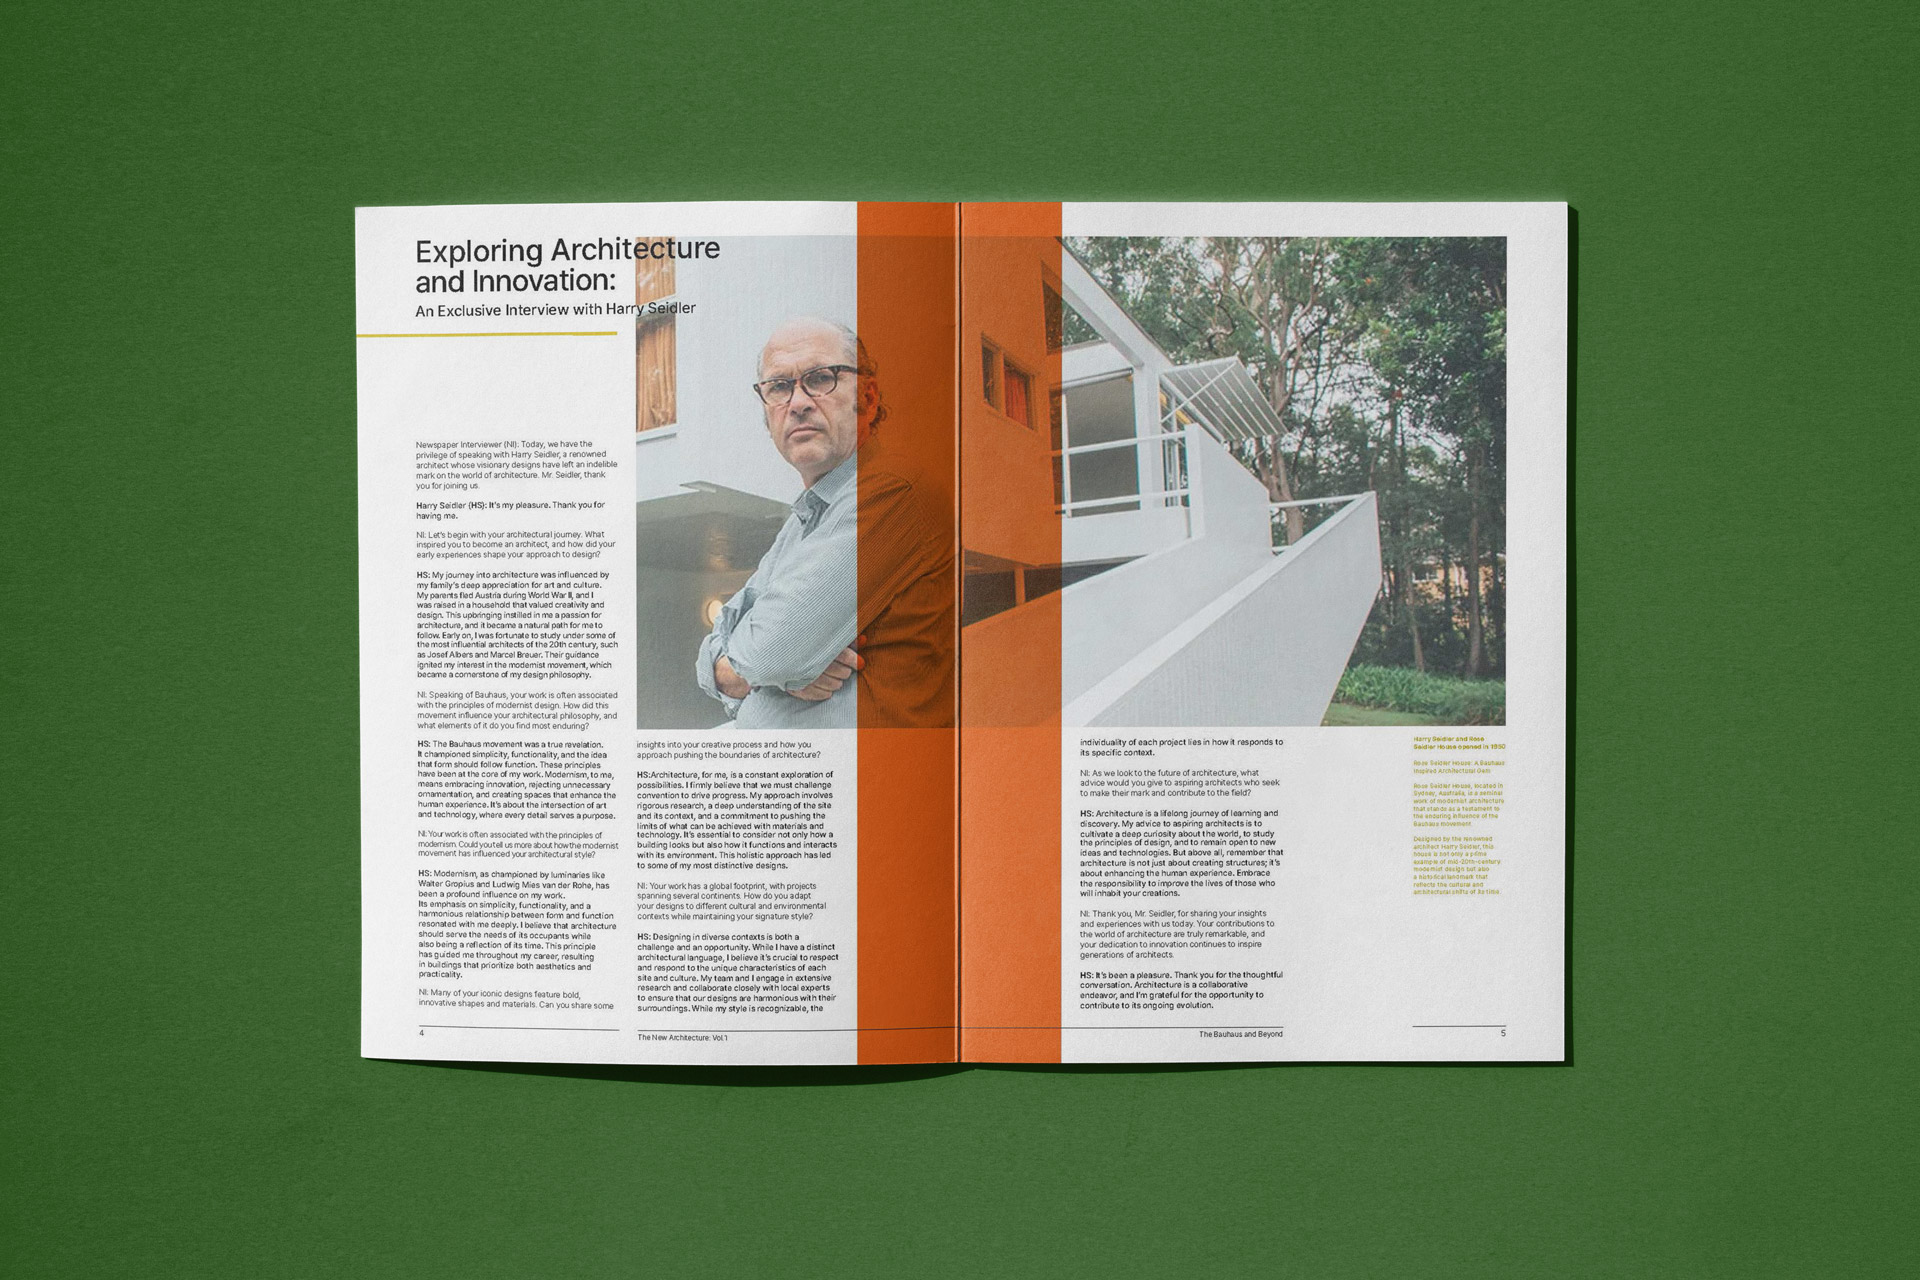 Exploring Architecture
and Innovation:
An Exclusive Interview with Harry Seidler
Newspaper Interviewer (NI): Today, we have the
privilege of speaking with Harry Seidler, a renowned
architect whose visionary designs have left an indelible
mark on the world of architecture. Mr. Seidler, thank
you for joining us.
Harry Seidler (HS): It's my pleasure. Thank you for
having me.
NI: Let's begin with your architectural journey. What
inspired you to become an architect, and how did your
early experiences shape your approach to design?
HS: My journey into architecture was influenced by
my family's deep appreciation for art and culture.
My parents fled Austria during World War II, and I
was raised in a household that valued creativity and
design. This upbringing instilled in me a passion for
architecture, and it became a natural path for me to
follow. Early on, I was fortunate to study under some of
the most influential architects of the 20th century, such
as Josef Albers and Marcel Breuer. Their guidance
ignited my interest in the modernist movement, which
became a cornerstone of my design philosophy.
NI: Speaking of Bauhaus, your work is often associated
with the principles of modernist design. How did this
movement influence your architectural philosophy, and
what elements of it do you find most enduring?
HS: The Bauhaus movement was a true revelation.
It championed simplicity, functionality, and the idea
that form should follow function. These principles
have been at the core of my work. Modernism, to me,
means embracing innovation, rejecting unnecessary
ornamentation, and creating spaces that enhance the
human experience. It's about the intersection of art
and technology, where every detail serves a purpose.
NI: Your work is often associated with the principles of
modernism. Could you tell us more about how the modernist
movement has influenced your architectural style?
HS: Modernism, as championed by luminaries like
Walter Gropius and Ludwig Mies van der Rohe, has
been a profound influence on my work.
Its emphasis on simplicity, functionality, and a
harmonious relationship between form and function
resonated with me deeply. I believe that architecture
should serve the needs of its occupants while
also being a reflection of its time. This principle
has guided me throughout my career, resulting
in buildings that prioritize both aesthetics and
practicality.
NI: Many of your iconic designs feature bold,
innovative shapes and materials. Can you share some
4
insights into your creative process and how you
approach pushing the boundaries of architecture?
HS:Architecture, for me, is a constant exploration of
possibilities. I firmly believe that we must challenge
convention to drive progress. My approach involves
rigorous research, a deep understanding of the site
and its context, and a commitment to pushing the
limits of what can be achieved with materials and
technology. It's essential to consider not only how a
building looks but also how it functions and interacts
with its environment. This holistic approach has led
to some of my most distinctive designs.
NI: Your work has a global footprint, with projects
spanning several continents. How do you adapt
your designs to different cultural and environmental
contexts while maintaining your signature style?
HS: Designing in diverse contexts is both a
challenge and an opportunity. While I have a distinct
architectural language, I believe it's crucial to respect
and respond to the unique characteristics of each
site and culture. My team and I engage in extensive
research and collaborate closely with local experts
to ensure that our designs are harmonious with their
surroundings. While my style is recognizable, the
The New Architecture: Vol.1
individuality of each project lies in how it responds to
its specific context.
NI: As we look to the future of architecture, what
advice would you give to aspiring architects who seek
to make their mark and contribute to the field?
HS: Architecture is a lifelong journey of learning and
discovery. My advice to aspiring architects is to
cultivate a deep curiosity about the world, to study
the principles of design, and to remain open to new
ideas and technologies. But above all, remember that
architecture is not just about creating structures; it's
about enhancing the human experience. Embrace
the responsibility to improve the lives of those who
will inhabit your creations.
NI: Thank you, Mr. Seidler, for sharing your insights
and experiences with us today. Your contributions to
the world of architecture are truly remarkable, and
your dedication to innovation continues to inspire
generations of architects.
HS: It's been a pleasure. Thank you for the thoughtful
conversation. Architecture is a collaborative
endeavor, and I'm grateful for the opportunity to
contribute to its ongoing evolution.
The Bauhaus and Beyond
Harry Seidler and Rose
Seidler House opened in 1950
Rose Seidler House: A Bauhaus
Inspired Architectural Gem
Rose Seidler House, located in
Sydney, Australia, is a seminal
work of modernist architecture
that stands as a testament to
the enduring influence of the
Bauhaus movement.
Designed by the renowned
architect Harry Seidler, this
house is not only a prime
example of mid-20th-century
modernist design but also
a historical landmark that
reflects the cultural and
architectural shifts of its time.
5